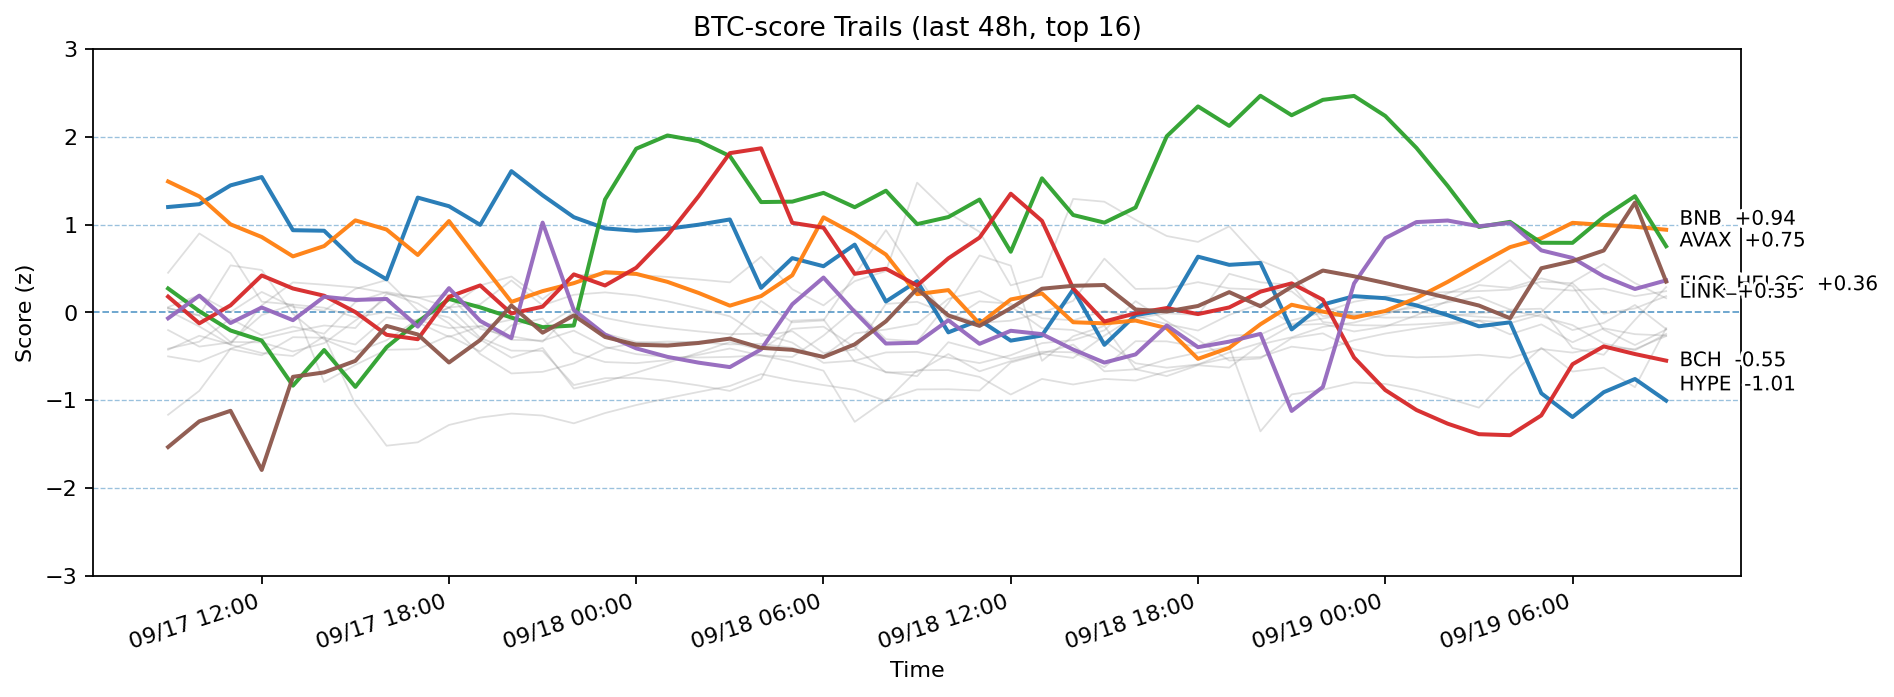 BTC-score Trails (last 48h, top 16)
Score (z)
3
2
1
0
−1
−2
−3
BNB +0.94
AVAX +0.75
+0.36
LINK +0.35
BCH -0.55
HYPE -1.01
09/17 12:00
09/17 18:00
09/18 00:00
09/18 06:00
09/18 12:00
09/18 18:00
09/19 00:00
09/19 06:00
Time